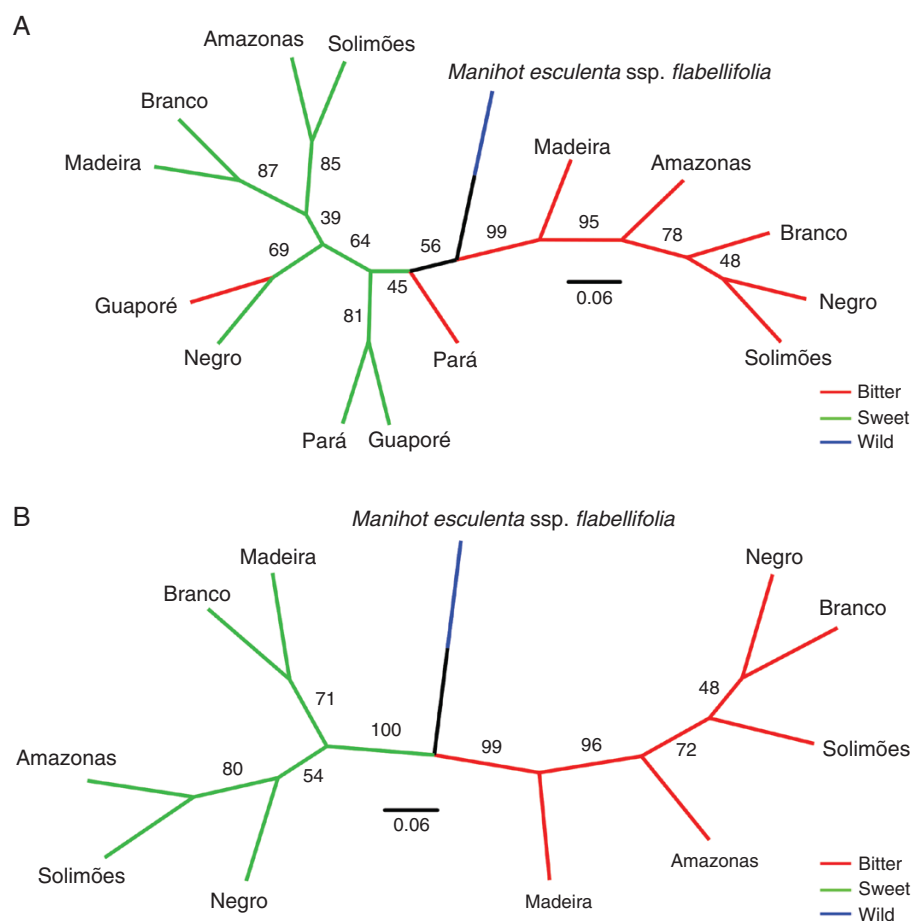 A
Amazonas
Solimões
Manihot esculenta ssp. flabellifolia
Branco
Madeira
Madeira
Amazonas
87
85
99
95
78
Branco
39
69
64
56
48
45
0.06
Guaporé
81
Negro
Negro
Pará
Solimões
Bitter
Pará
Guaporé
Sweet
Wild
B
Manihot esculenta ssp. flabellifolia
Madeira
Negro
Branco
Branco
71
100
48
99
96
72
Solimões
Amazonas
80
54
0.06
Solimões
Amazonas
Negro
Madeira
Bitter
Sweet
Wild